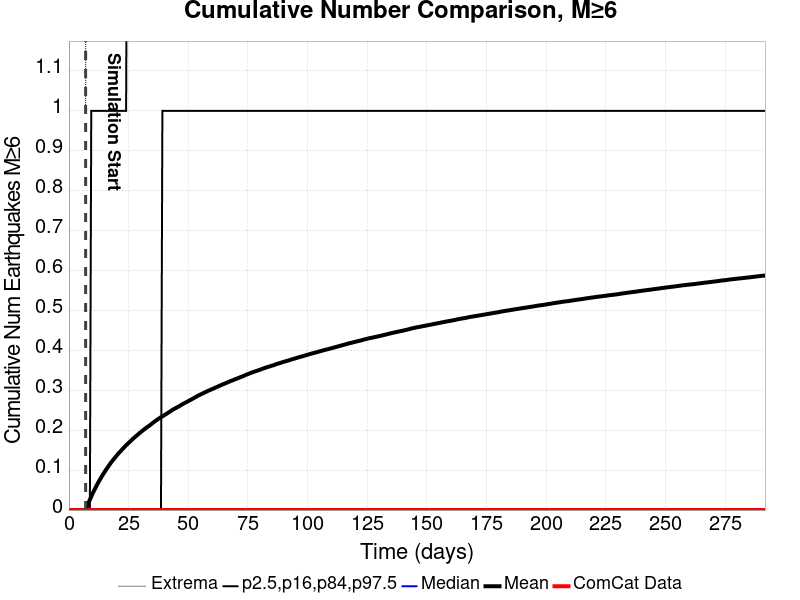 Cumulative Number Comparison, M≥6
Cumulative Num Earthquakes M≥6
1.1
1
0.9
0.8
0.7
0.6
0.5
0.4
0.3
0.2
0.1
0
Simulation Start
0 25 50 75 100 125 150 175 200 225 250 275
Time (days)
Extrema p2.5,p16,p84,p97.5 Median Mean ComCat Data